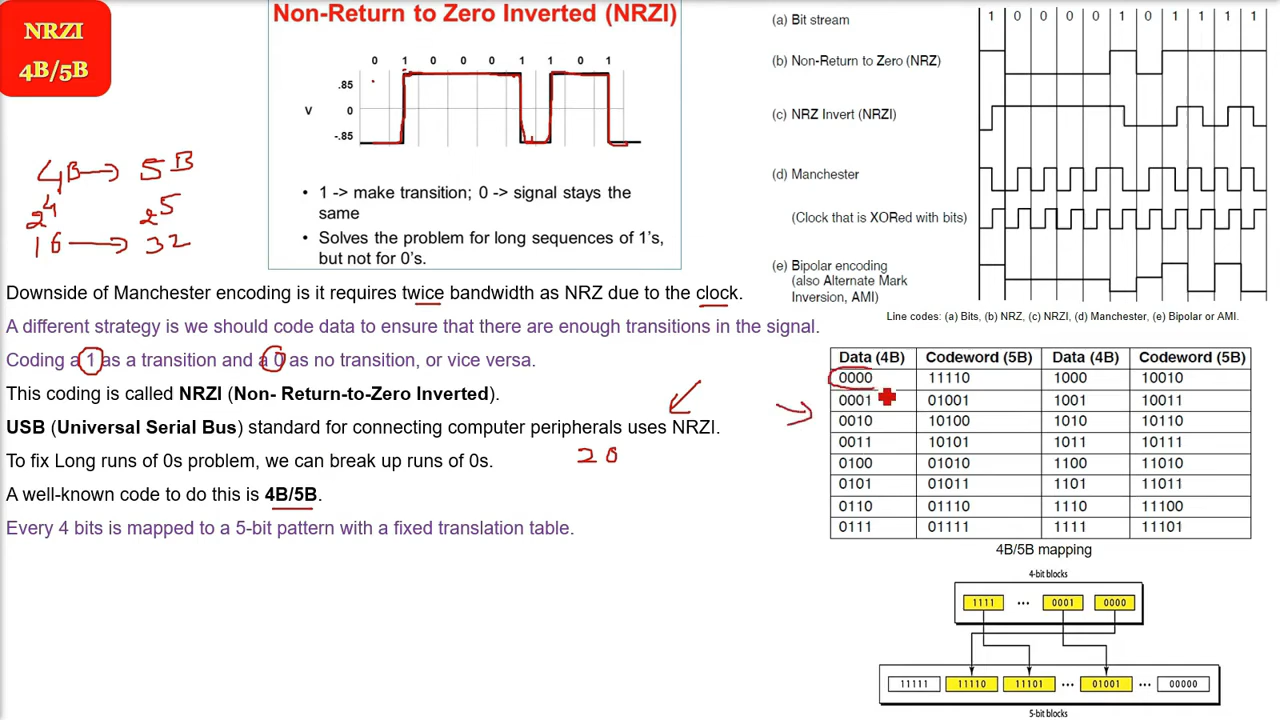 NRZI
4B/5B
Non-Return to Zero Inverted (NRZI)
0 1 0 0 0 1 1 0 1
.85
V 0
-.85
• 1 -> make transition; 0 -> signal stays the
same
• Solves the problem for long sequences of 1's,
but not for 0's.
4B → 5B
2^4 2^5
16 → 32
(a) Bit stream
1 0 0 0 0 1 0 1 1 1 1
(b) Non-Return to Zero (NRZ)
(c) NRZ Invert (NRZI)
(d) Manchester
(Clock that is XORed with bits)
(e) Bipolar encoding
(also Alternate Mark
Inversion, AMI)
Line codes: (a) Bits, (b) NRZ, (c) NRZI, (d) Manchester, (e) Bipolar or AMI.
Downside of Manchester encoding is it requires twice bandwidth as NRZ due to the clock.
A different strategy is we should code data to ensure that there are enough transitions in the signal.
Coding a 1 as a transition and a 0 as no transition, or vice versa.
This coding is called NRZI (Non- Return-to-Zero Inverted).
USB (Universal Serial Bus) standard for connecting computer peripherals uses NRZI.
To fix Long runs of 0s problem, we can break up runs of 0s.
20
A well-known code to do this is 4B/5B.
Every 4 bits is mapped to a 5-bit pattern with a fixed translation table.
Data (4B) Codeword (5B) Data (4B) Codeword (5B)
0000 11110 1000 10010
0001 01001 1001 10011
0010 10100 1010 10110
0011 10101 1011 10111
0100 01010 1100 11010
0101 01011 1101 11011
0110 01110 1110 11100
0111 01111 1111 11101
4B/5B mapping
4-bit blocks
1111 ... 0001 0000
11111 11110 11101 ... 01001 ... 00000
5-bit blocks